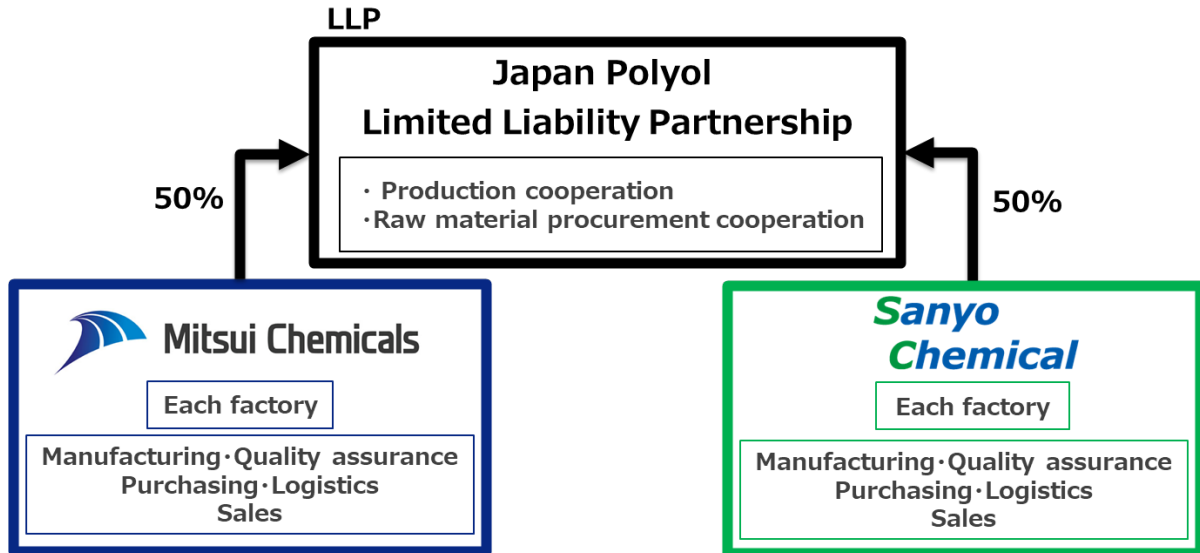 LLP
Japan Polyol
Limited Liability Partnership
・ Production cooperation
・Raw material procurement cooperation
50%
50%
Mitsui Chemicals
Each factory
Manufacturing・Quality assurance
Purchasing・Logistics
Sales
Sanyo
Chemical
Each factory
Manufacturing・Quality assurance
Purchasing・Logistics
Sales